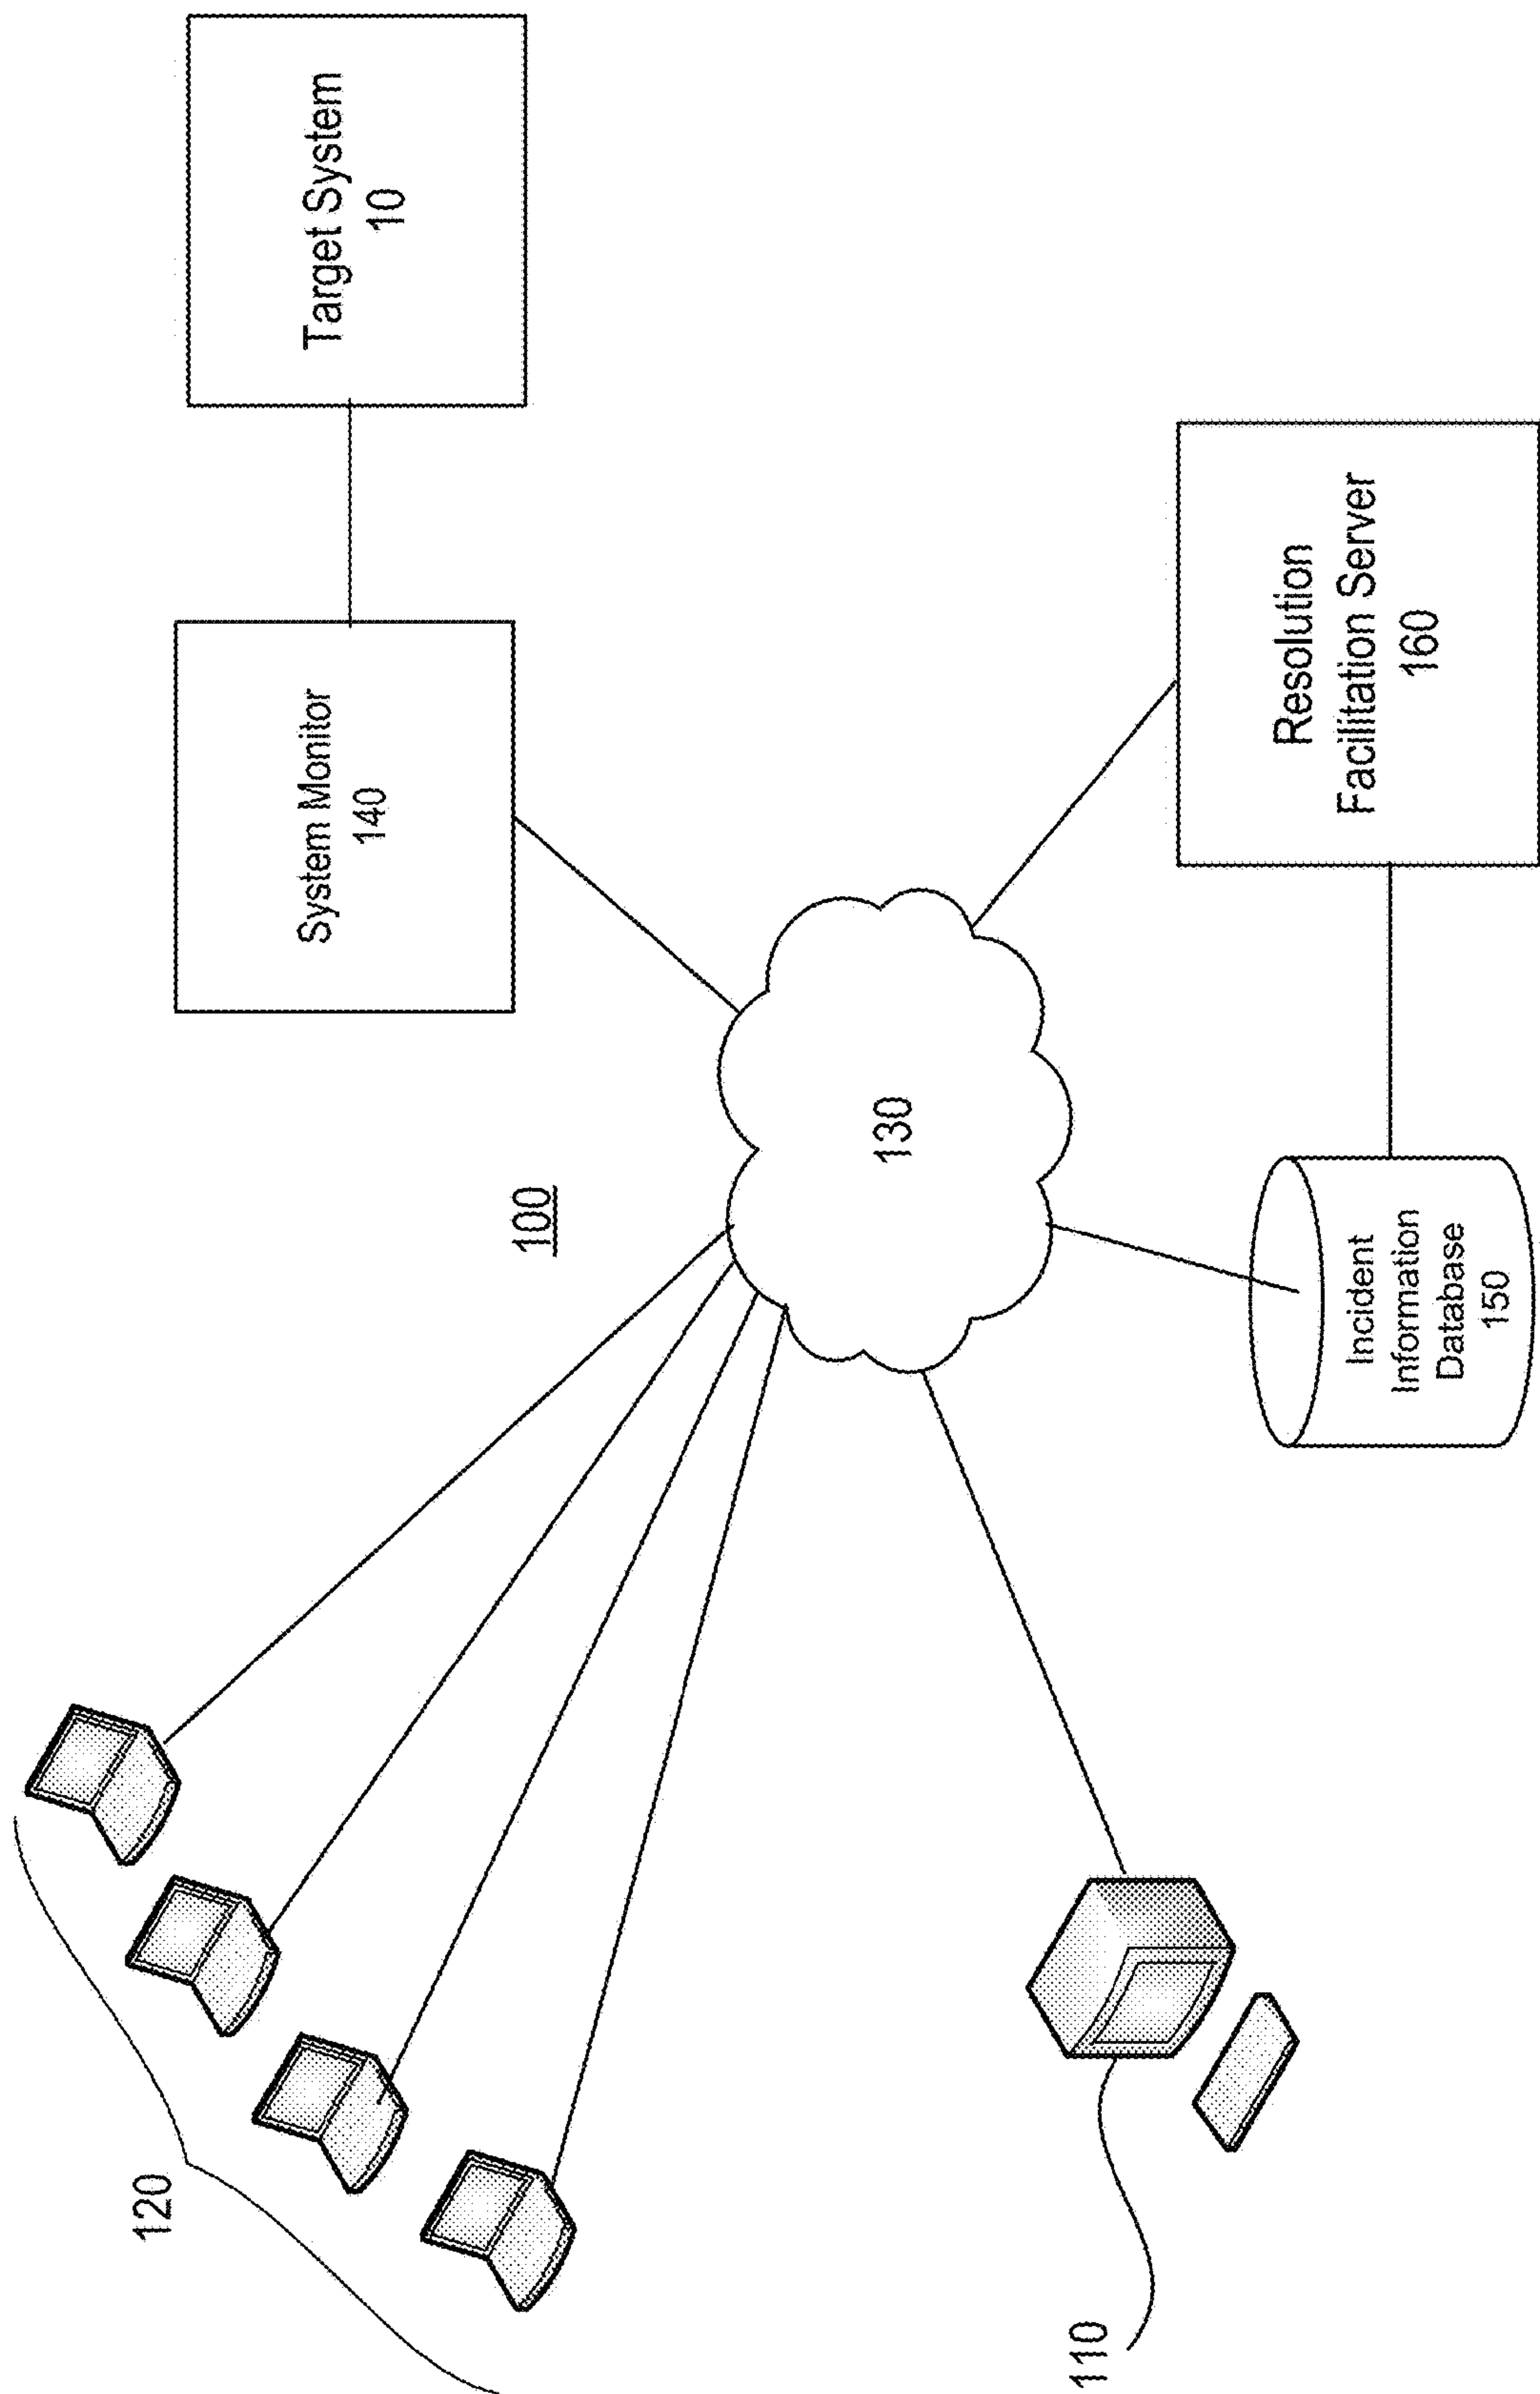 120
110
100
130
System Monitor
140
Target System
10
Incident
Information
Database
150
Resolution
Facilitation Server
160